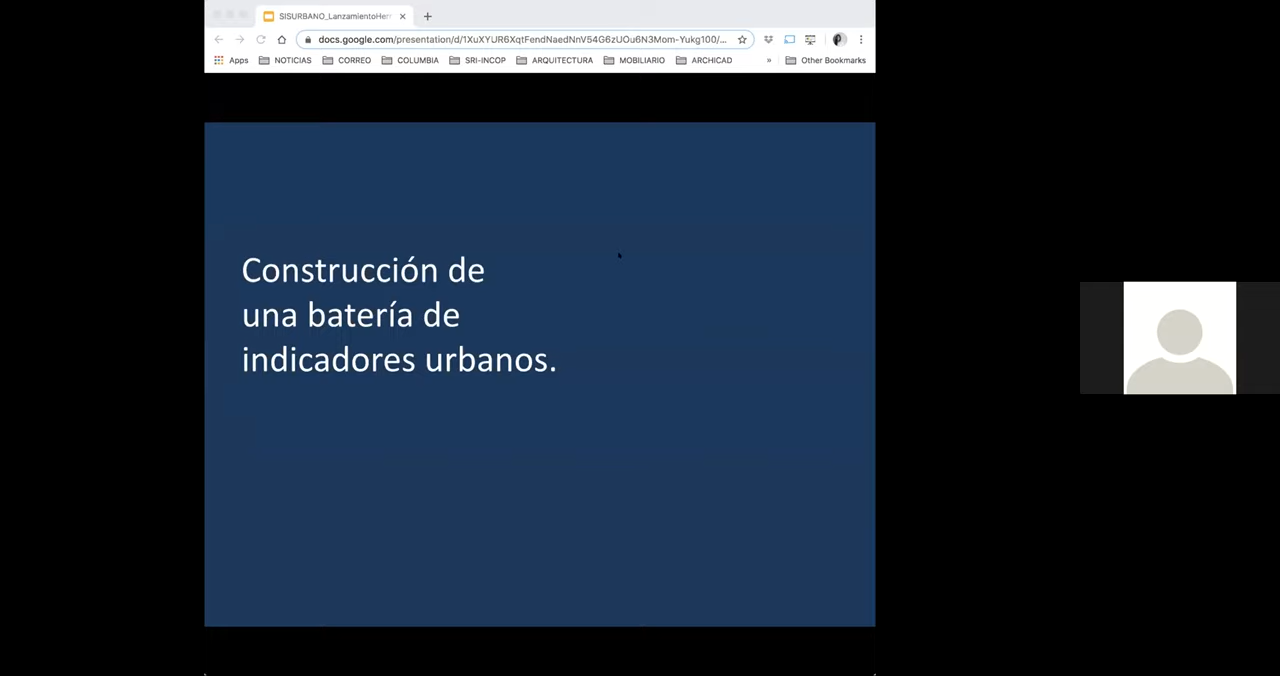 SISURBANO_LanzamientoHerr
docs.google.com/presentation/d/1XuXYUR6XqtFendNaedNnV54G6zUOu6N3Mom-Yukg100/...
Apps NOTICIAS CORREO COLUMBIA SRI-INCOP ARQUITECTURA MOBILIARIO ARCHICAD » Other Bookmarks
Construcción de
una batería de
indicadores urbanos.